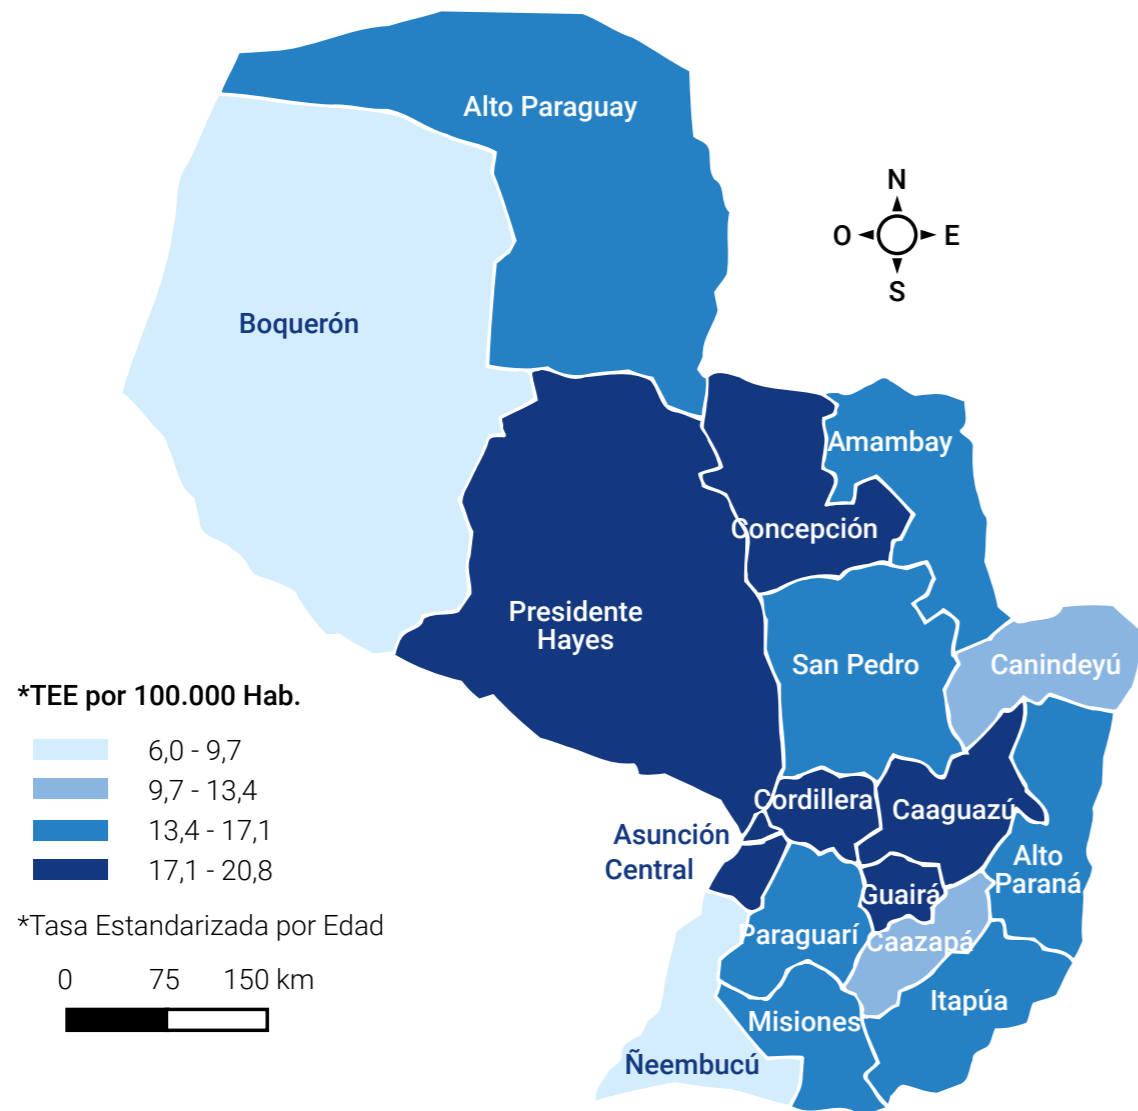 Alto Paraguay
N
O
E
S
Boquerón
Amambay
Concepción
Presidente
Hayes
San Pedro
Canindeyú
*TEE por 100.000 Hab.
6,0 - 9,7
9,7 - 13,4
13,4 - 17,1
17,1 - 20,8
*Tasa Estandarizada por Edad
0 75 150 km
Cordillera
Caaguazú
Asunción
Central
Alto
Paraná
Guairá
Paraguarí
Caazapá
Itapúa
Misiones
Ñeembucú